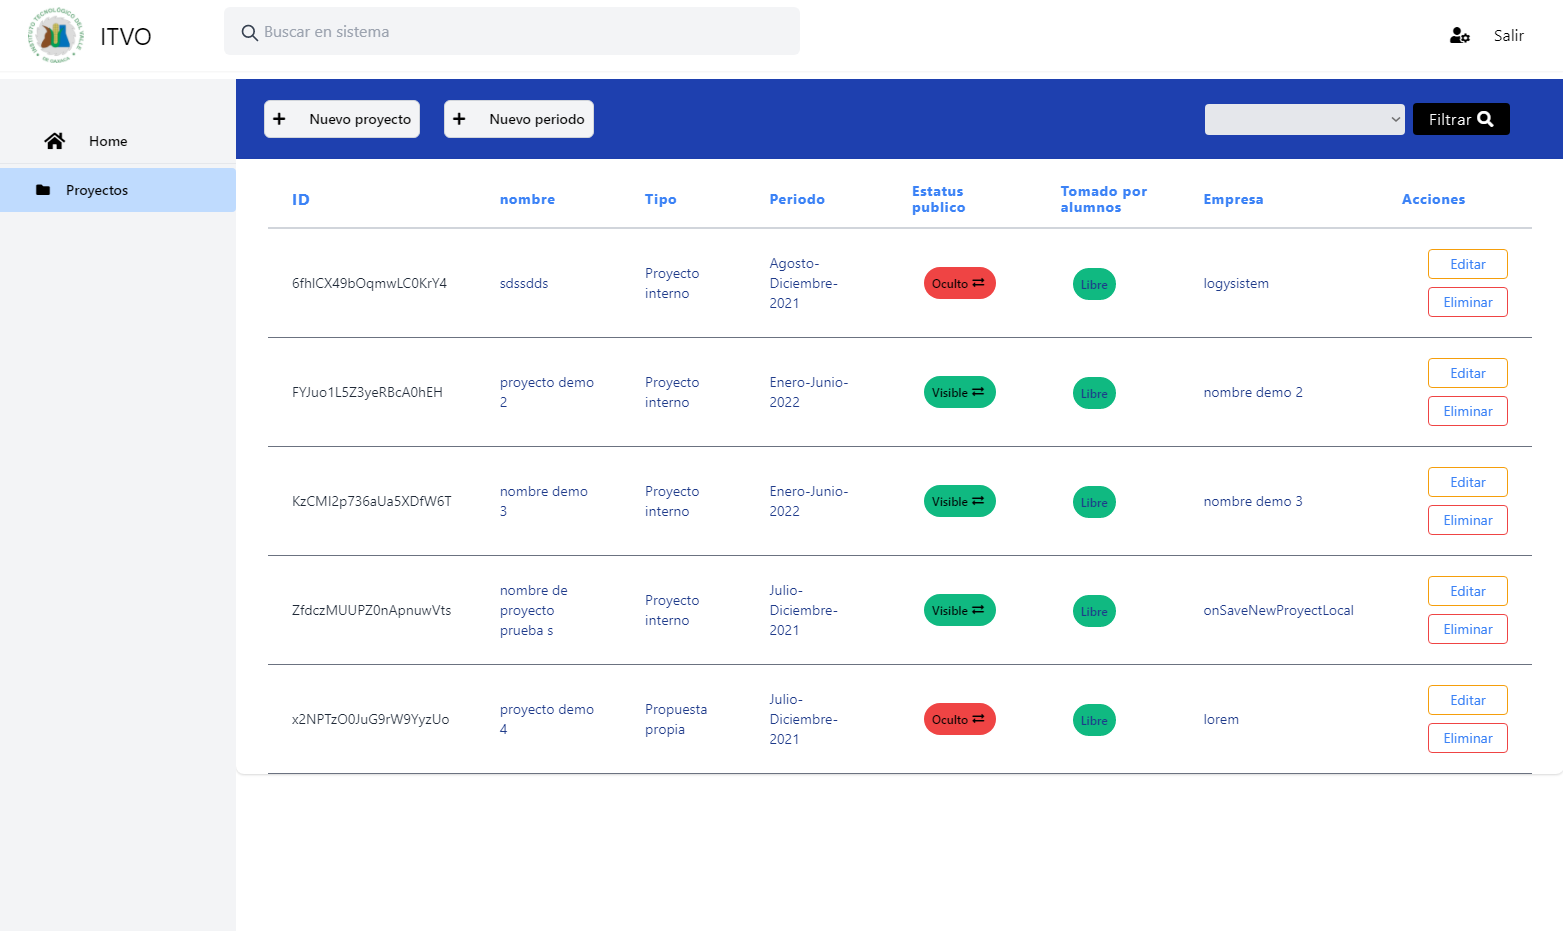 INSTITUTO TECNOLÓGICO DEL VALLE
DE OAXACA
ITVO
Buscar en sistema
Salir
Home
Proyectos
Nuevo proyecto
Nuevo periodo
Filtrar
ID
nombre
Tipo
Periodo
Estatus
publico
Tomado por
alumnos
Empresa
Acciones
6fhICX49bOqmwLC0KrY4
sdssdds
Proyecto
interno
Agosto-
Diciembre-
2021
Oculto
Libre
logysistem
Editar
Eliminar
FYJuo1L5Z3yeRBcA0hEH
proyecto demo
2
Proyecto
interno
Enero-Junio-
2022
Visible
Libre
nombre demo 2
Editar
Eliminar
KzCMI2p736aUa5XDfW6T
nombre demo
3
Proyecto
interno
Enero-Junio-
2022
Visible
Libre
nombre demo 3
Editar
Eliminar
ZfdczMUUPZ0nApnuwVts
nombre de
proyecto
prueba s
Proyecto
interno
Julio-
Diciembre-
2021
Visible
Libre
onSaveNewProyectLocal
Editar
Eliminar
x2NPTzO0JuG9rW9YyzUo
proyecto demo
4
Propuesta
propia
Julio-
Diciembre-
2021
Oculto
Libre
lorem
Editar
Eliminar